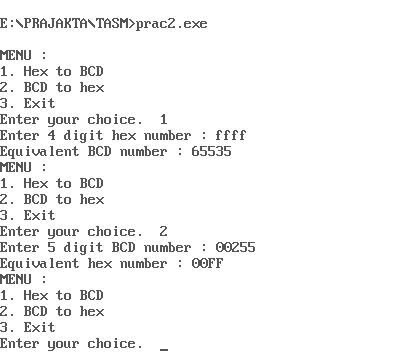 E:\PRAJAKTA\TASM>prac2.exe
MENU :
1. Hex to BCD
2. BCD to hex
3. Exit
Enter your choice.  1
Enter 4 digit hex number : ffff
Equivalent BCD number : 65535
MENU :
1. Hex to BCD
2. BCD to hex
3. Exit
Enter your choice.  2
Enter 5 digit BCD number : 00255
Equivalent hex number : 00FF
MENU :
1. Hex to BCD
2. BCD to hex
3. Exit
Enter your choice.  _